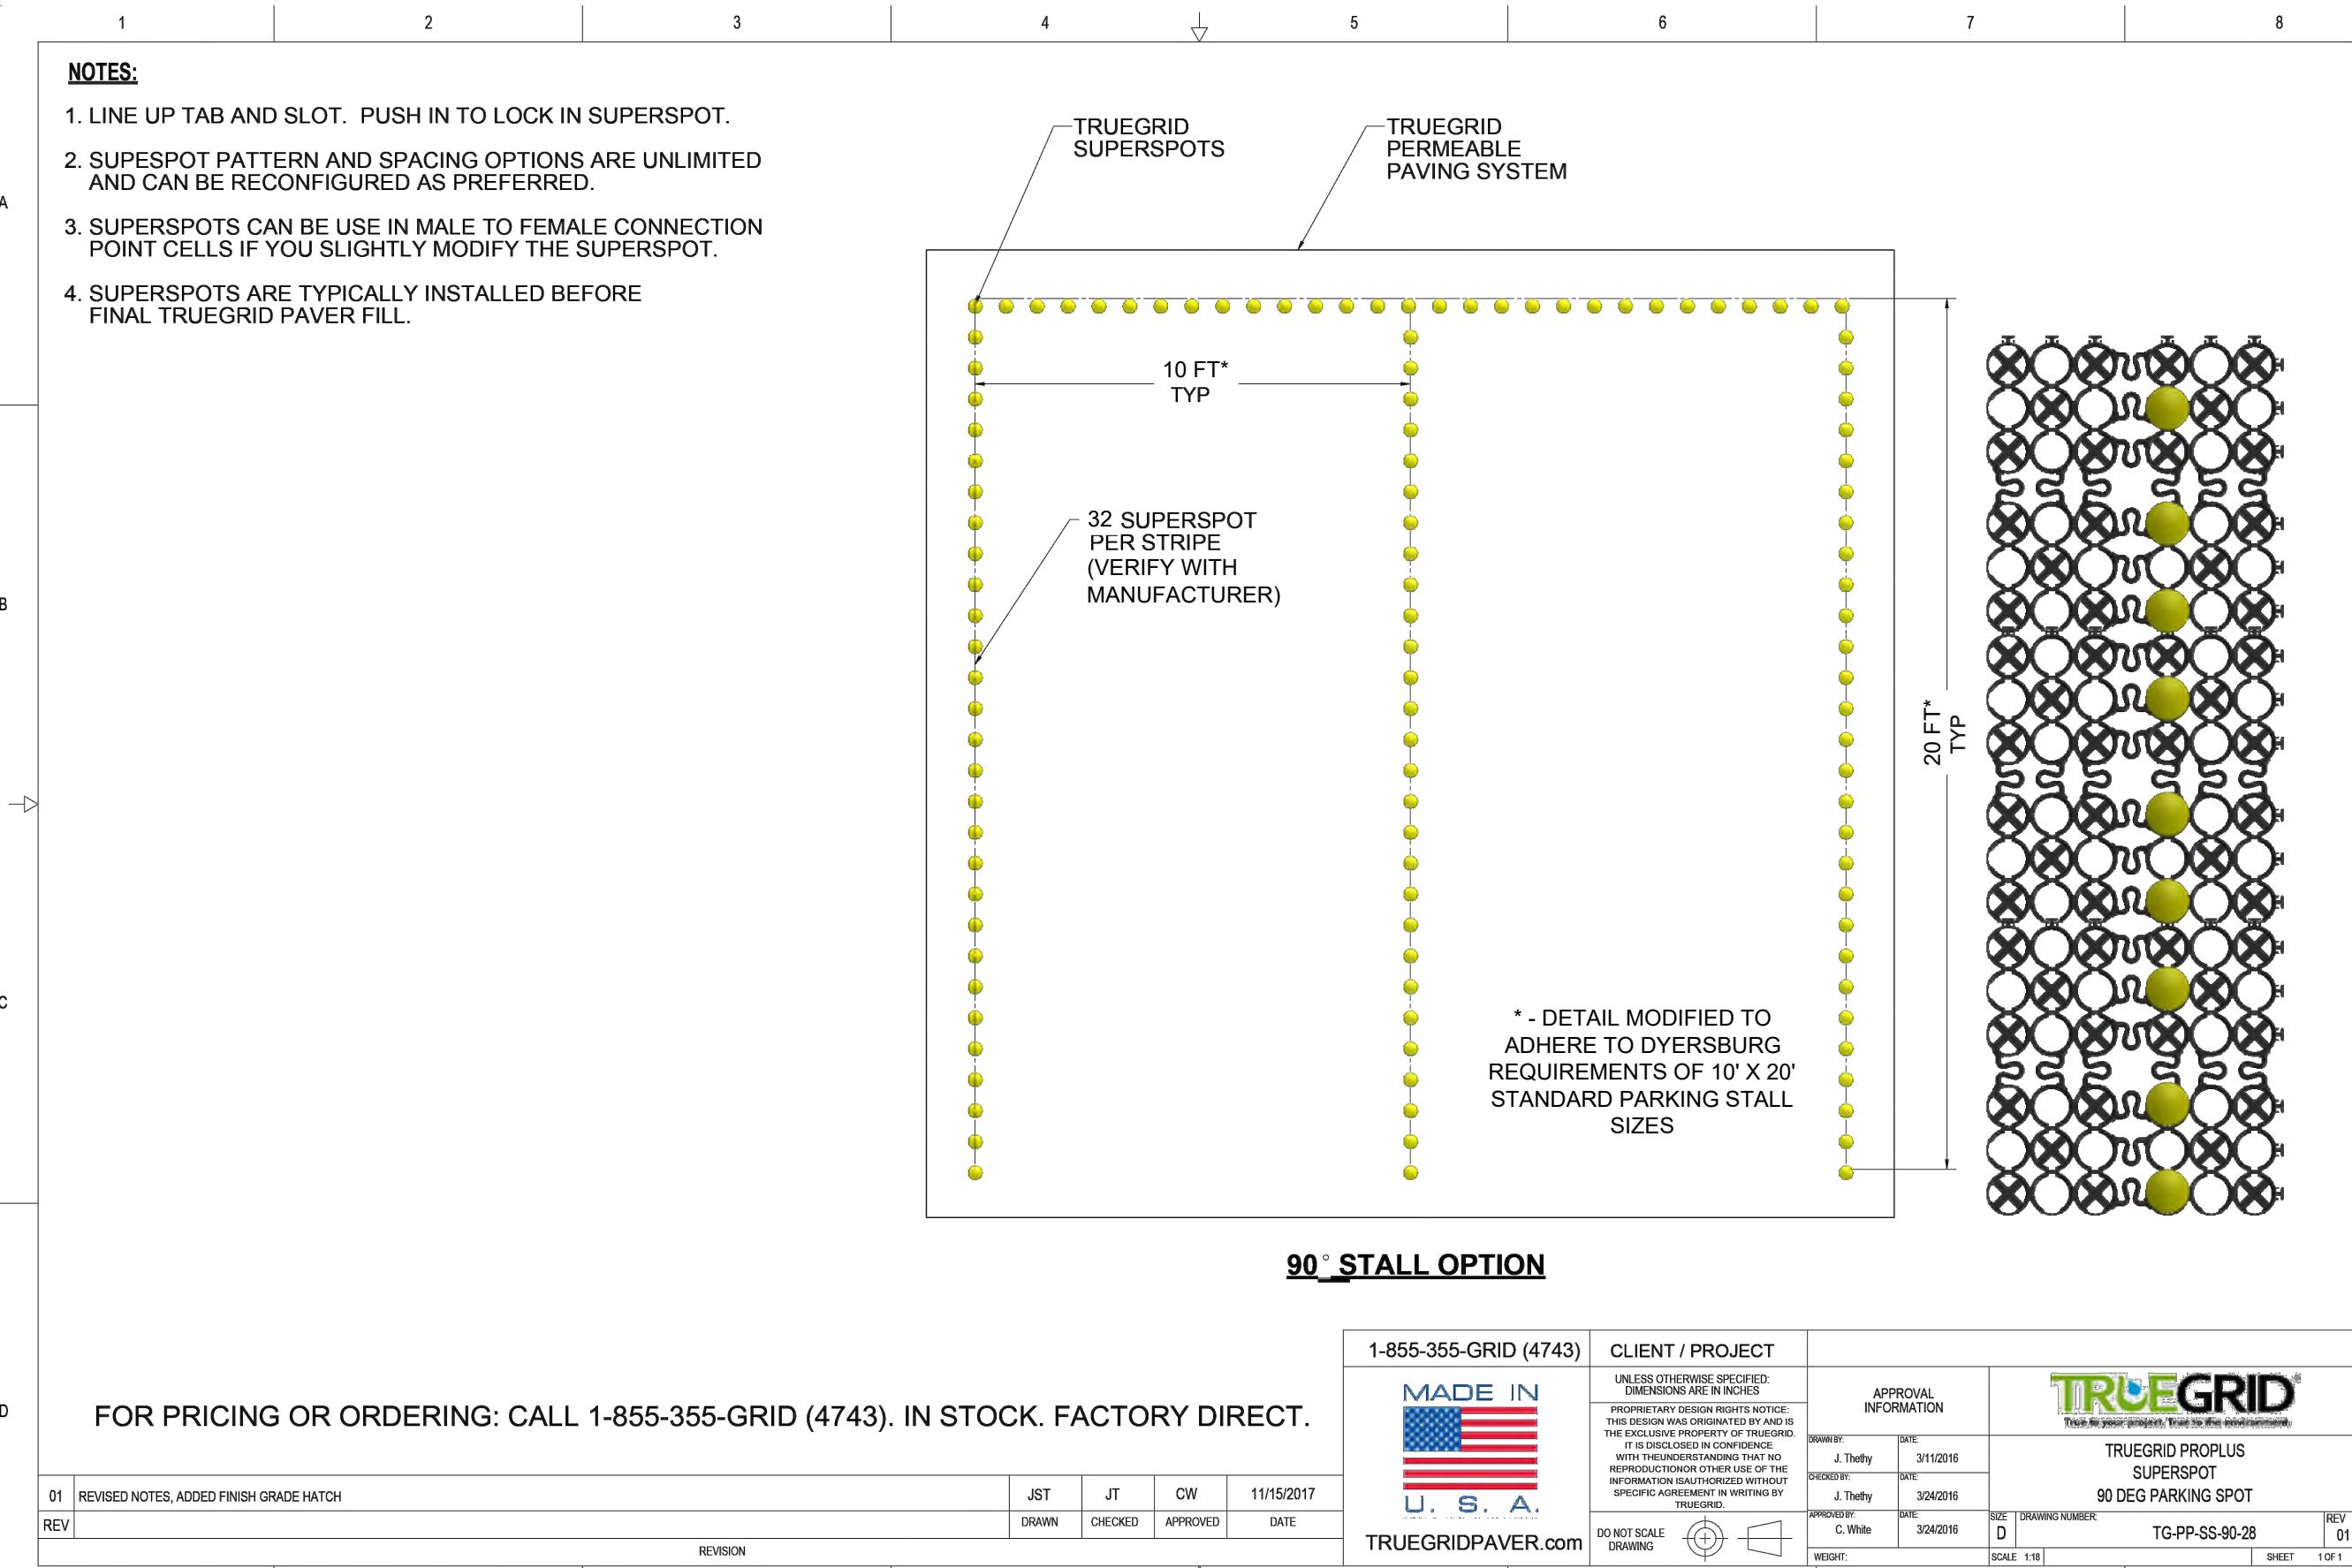 1 2 3 4 5 6 7 8
NOTES:
1. LINE UP TAB AND SLOT. PUSH IN TO LOCK IN SUPERSPOT.
2. SUPESPOT PATTERN AND SPACING OPTIONS ARE UNLIMITED
AND CAN BE RECONFIGURED AS PREFERRED.
3. SUPERSPOTS CAN BE USE IN MALE TO FEMALE CONNECTION
POINT CELLS IF YOU SLIGHTLY MODIFY THE SUPERSPOT.
4. SUPERSPOTS ARE TYPICALLY INSTALLED BEFORE
FINAL TRUEGRID PAVER FILL.
A
B
C
D
TRUEGRID
SUPERSPOTS
TRUEGRID
PERMEABLE
PAVING SYSTEM
10 FT*
TYP
32 SUPERSPOT
PER STRIPE
(VERIFY WITH
MANUFACTURER)
20 FT*
TYP
* - DETAIL MODIFIED TO
ADHERE TO DYERSBURG
REQUIREMENTS OF 10' X 20'
STANDARD PARKING STALL
SIZES
90° STALL OPTION
FOR PRICING OR ORDERING: CALL 1-855-355-GRID (4743). IN STOCK. FACTORY DIRECT.
01 REVISED NOTES, ADDED FINISH GRADE HATCH JST JT CW 11/15/2017
REV DRAWN CHECKED APPROVED DATE
REVISION
1-855-355-GRID (4743)
MADE IN
U. S. A.
TRUEGRIDPAVER.com
CLIENT / PROJECT
UNLESS OTHERWISE SPECIFIED:
DIMENSIONS ARE IN INCHES
PROPRIETARY DESIGN RIGHTS NOTICE:
THIS DESIGN WAS ORIGINATED BY AND IS
THE EXCLUSIVE PROPERTY OF TRUEGRID.
IT IS DISCLOSED IN CONFIDENCE
WITH THEUNDERSTANDING THAT NO
REPRODUCTIONOR OTHER USE OF THE
INFORMATION ISAUTHORIZED WITHOUT
SPECIFIC AGREEMENT IN WRITING BY
TRUEGRID.
DO NOT SCALE
DRAWING
APPROVAL
INFORMATION
DRAWN BY: DATE:
J. Thethy 3/11/2016
CHECKED BY: DATE:
J. Thethy 3/24/2016
APPROVED BY: DATE:
C. White 3/24/2016
WEIGHT:
TRUEGRID
True to your project. True to the environment.
TRUEGRID PROPLUS
SUPERSPOT
90 DEG PARKING SPOT
SIZE DRAWING NUMBER: REV
D TG-PP-SS-90-28 01
SCALE 1:18 SHEET 1 OF 1